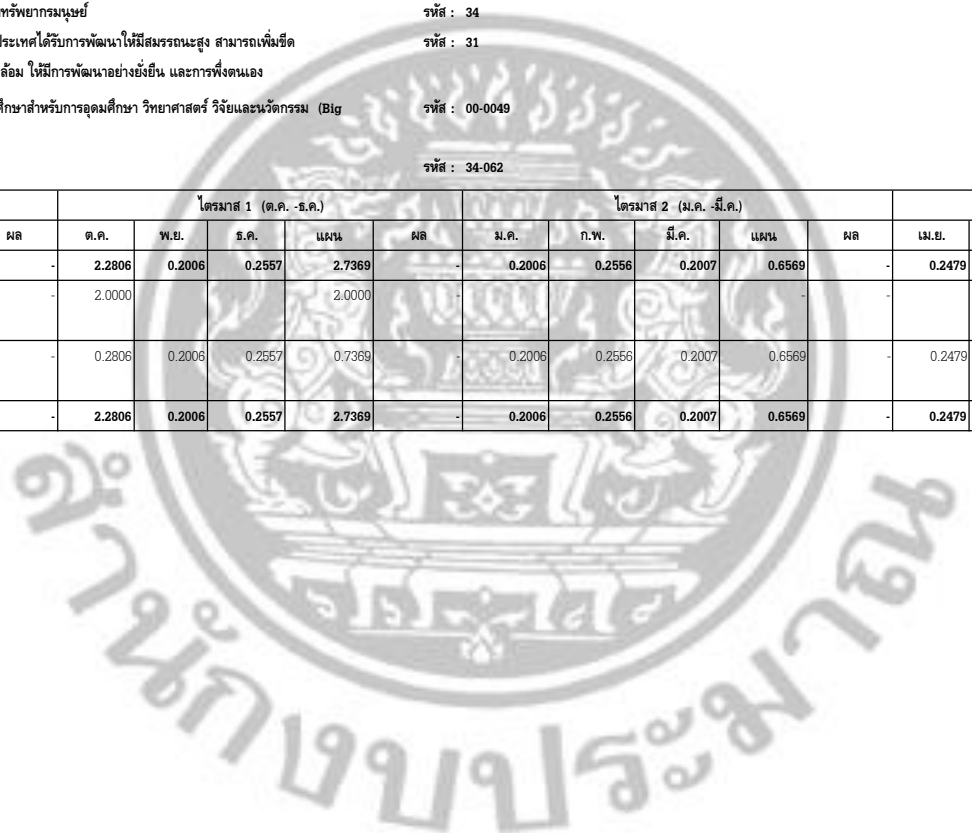 ทรัพยากรมนุษย์ รหัส : 34
ประเทศได้รับการพัฒนาให้มีสมรรถนะสูง สามารถเพิ่มขีด รหัส : 31
ล้อม ให้มีการพัฒนาอย่างยั่งยืน และการพึ่งตนเอง
ศึกษาสำหรับการอุดมศึกษา วิทยาศาสตร์ วิจัยและนวัตกรรม (Big รหัส : 00-0049
รหัส : 34-062
ไตรมาส 1 (ต.ค. -ธ.ค.) ไตรมาส 2 (ม.ค. -มี.ค.)
ผล ต.ค. พ.ย. ธ.ค. แผน ผล ม.ค. ก.พ. มี.ค. แผน ผล เม.ย.
- 2.2806 0.2006 0.2557 2.7369 - 0.2006 0.2556 0.2007 0.6569 - 0.2479
- 2.0000 2.0000 - - -
- 0.2806 0.2006 0.2557 0.7369 - 0.2006 0.2556 0.2007 0.6569 - 0.2479
- 2.2806 0.2006 0.2557 2.7369 - 0.2006 0.2556 0.2007 0.6569 - 0.2479
สำนักงบประมาณ